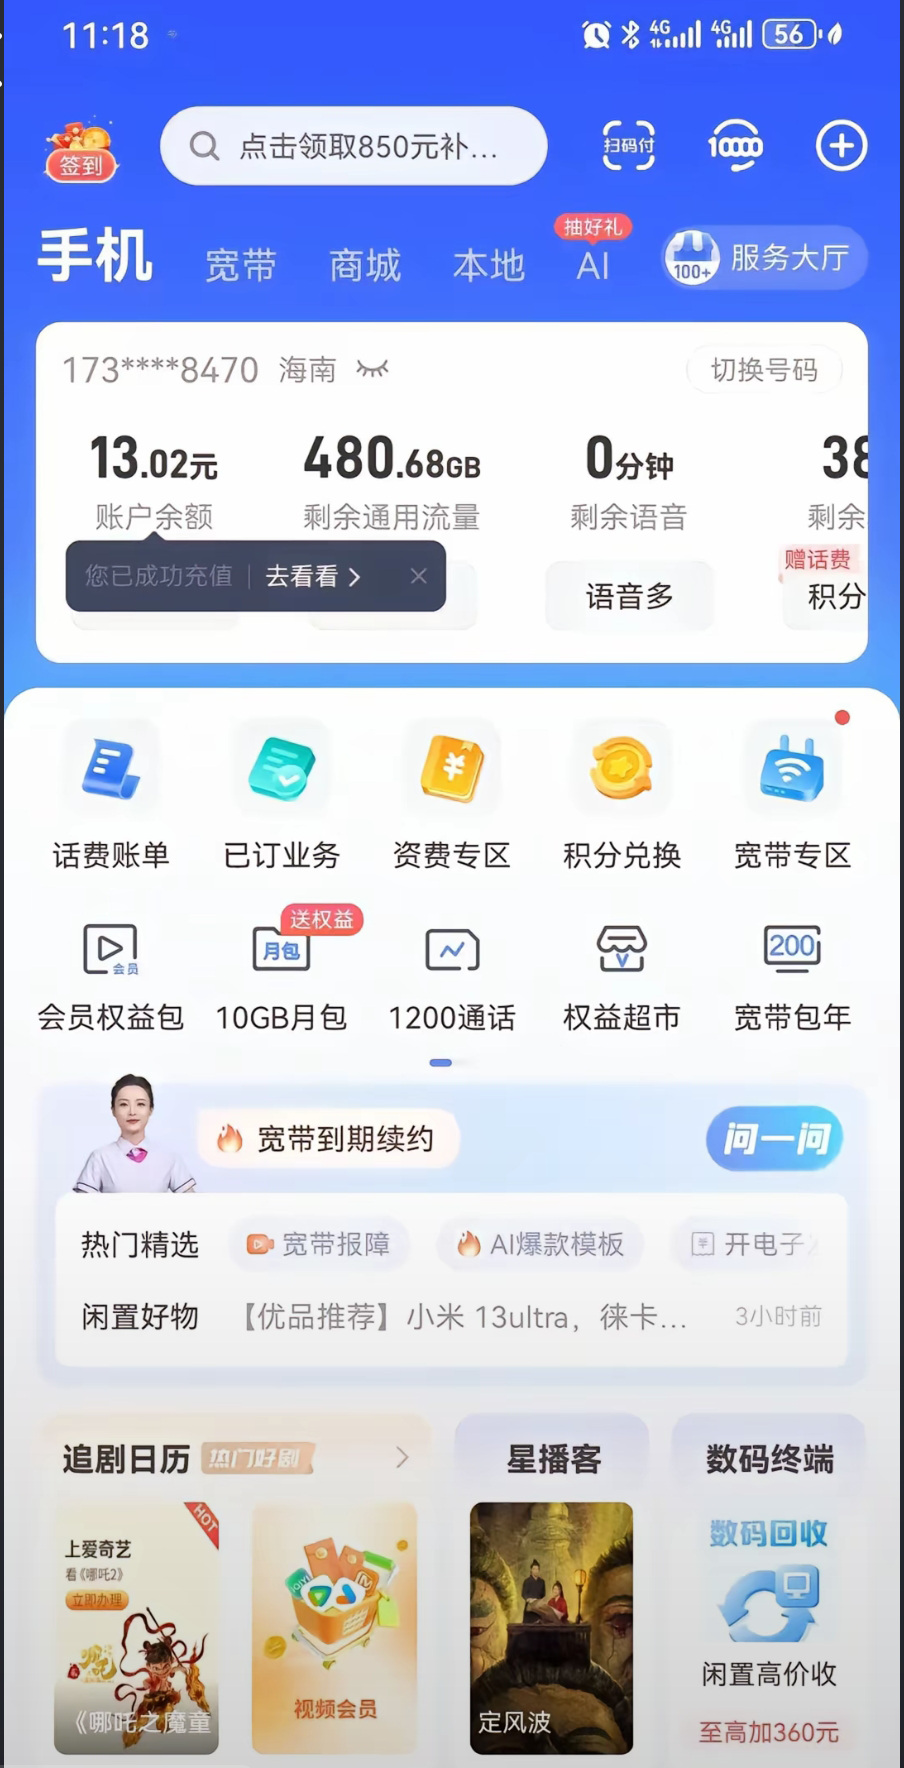 11:18
4G 4G 56
签到
点击领取850元补...
扫码付
10000
抽好礼
手机 宽带 商城 本地 AI
100+ 服务大厅
173****8470 海南
切换号码
13.02元 480.68GB 0分钟 38
账户余额 剩余通用流量 剩余语音 剩余
您已成功充值 | 去看看 > ×
赠话费
语音多 积分
话费账单 已订业务 资费专区 积分兑换 宽带专区
送权益
会员 月包 200
会员权益包 10GB月包 1200通话 权益超市 宽带包年
宽带到期续约
问一问
热门精选 宽带报障 AI爆款模板 开电子
闲置好物 【优品推荐】小米 13ultra，徕卡... 3小时前
追剧日历 热门好剧 >
星播客
数码终端
HOT
上爱奇艺
看《哪吒2》
立即办理
《哪吒之魔童
视频会员
定风波
数码回收
闲置高价收
至高加360元